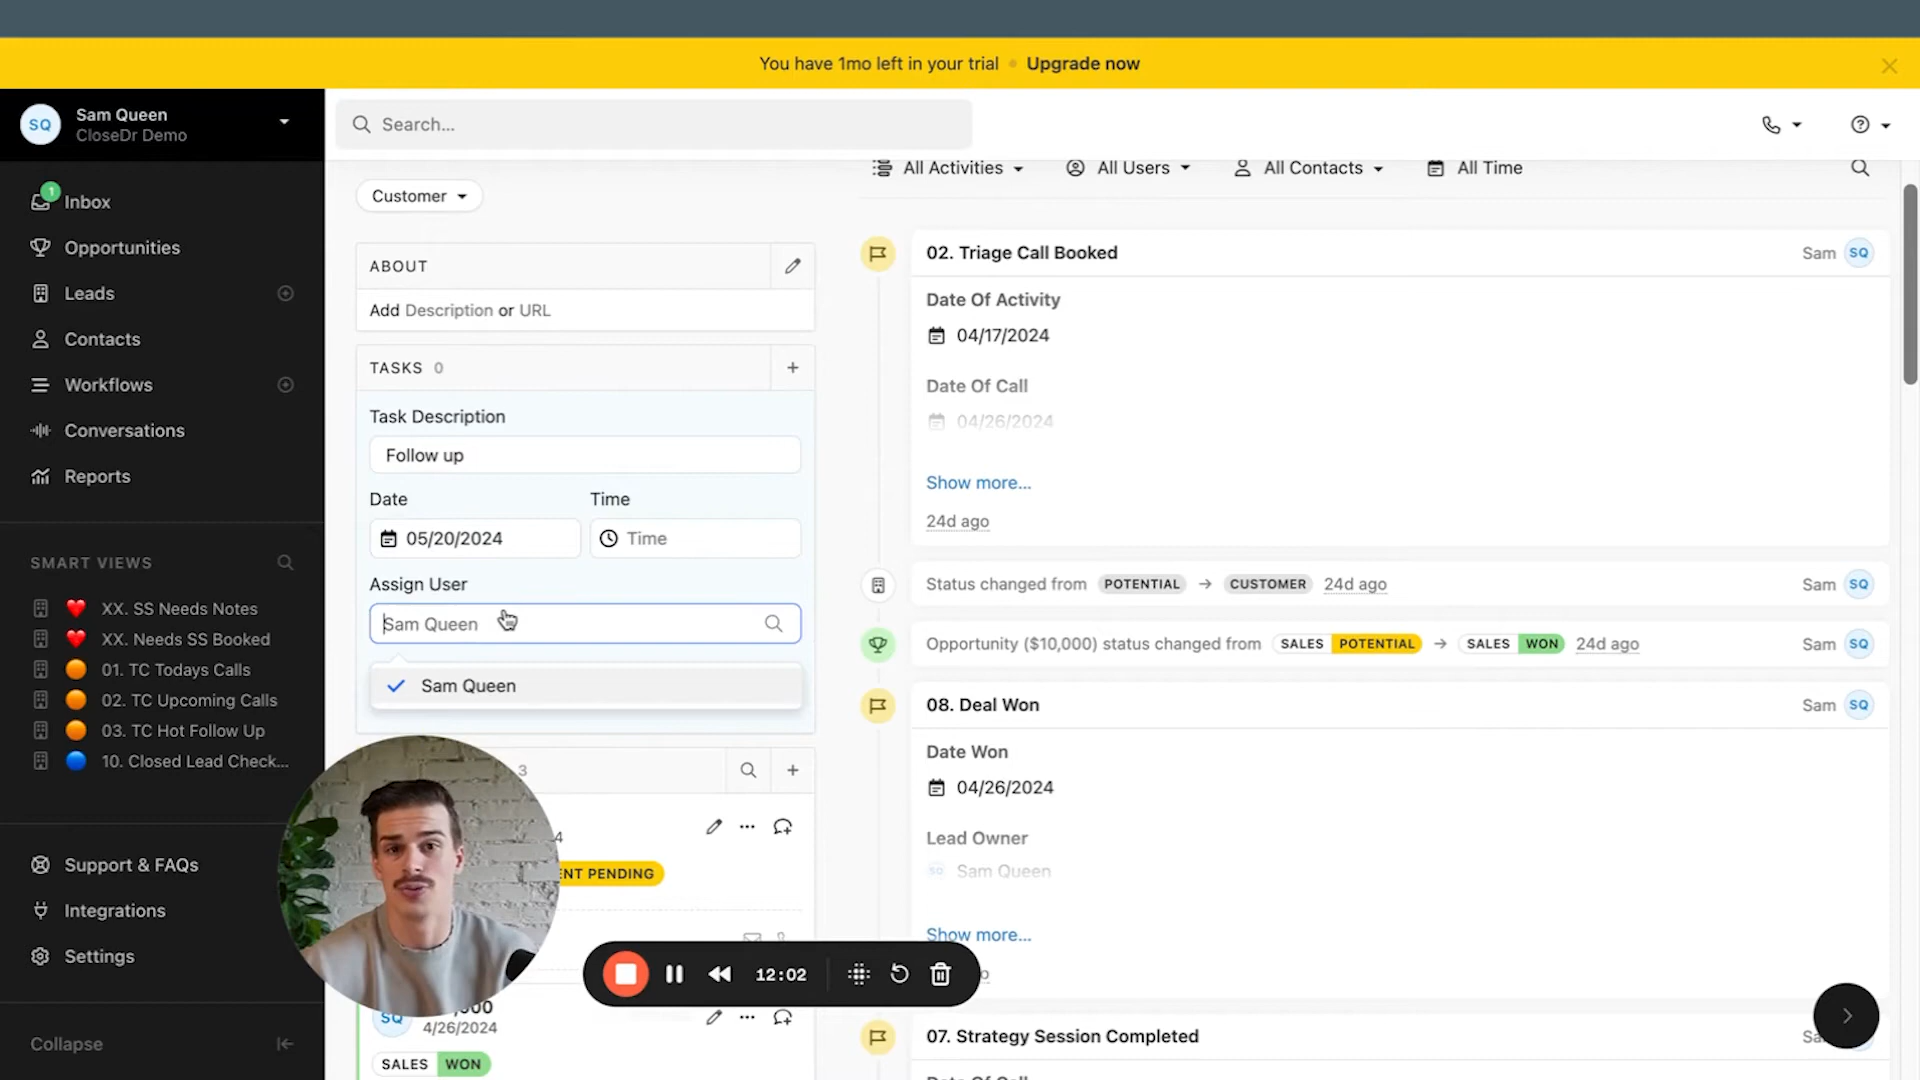 You have 1mo left in your trial • Upgrade now
SQ
Sam Queen
CloseDr Demo
Search...
1
Inbox
Opportunities
Leads
Contacts
Workflows
Conversations
Reports
SMART VIEWS
XX. SS Needs Notes
XX. Needs SS Booked
01. TC Todays Calls
02. TC Upcoming Calls
03. TC Hot Follow Up
10. Closed Lead Check...
Support & FAQs
Integrations
Settings
Collapse
Customer
ABOUT
Add Description or URL
TASKS 0
Task Description
Follow up
Date
Time
05/20/2024
Time
Assign User
Sam Queen
Sam Queen
3
4
ENT PENDING
12:02
SQ
,000
4/26/2024
SALES WON
All Activities
All Users
All Contacts
All Time
02. Triage Call Booked
Sam SQ
Date Of Activity
04/17/2024
Date Of Call
04/26/2024
Show more...
24d ago
Status changed from POTENTIAL → CUSTOMER 24d ago
Sam SQ
Opportunity ($10,000) status changed from SALES POTENTIAL → SALES WON 24d ago
Sam SQ
08. Deal Won
Sam SQ
Date Won
04/26/2024
Lead Owner
SQ Sam Queen
Show more...
07. Strategy Session Completed